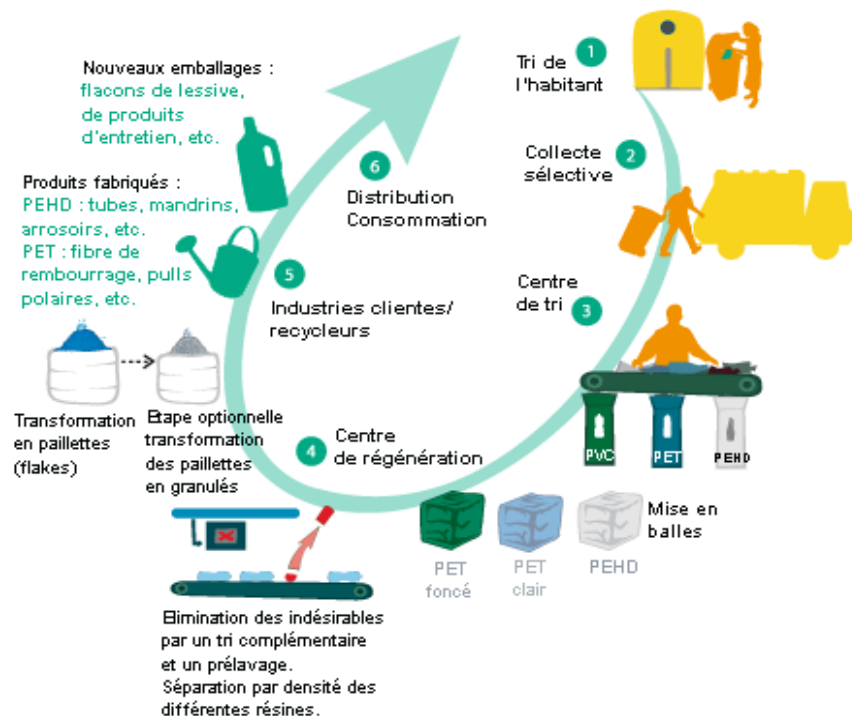 1
Tri de
l'habitant
2
Collecte
sélective
3
Centre
de tri
PVC
PET
PEHD
Mise en
balles
PET
foncé
PET
clair
PEHD
4
Centre
de régénération
Elimination des indésirables
par un tri complémentaire
et un prélavage.
Séparation par densité des
différentes résines.
Transformation
en paillettes
(flakes)
Etape optionnelle
transformation
des paillettes
en granulés
5
Industries clientes/
recycleurs
Produits fabriqués :
PEHD : tubes, mandrins,
arrosoirs, etc.
PET : fibre de
rembourrage, pulls
polaires, etc.
6
Distribution
Consommation
Nouveaux emballages :
flacons de lessive,
de produits
d'entretien, etc.